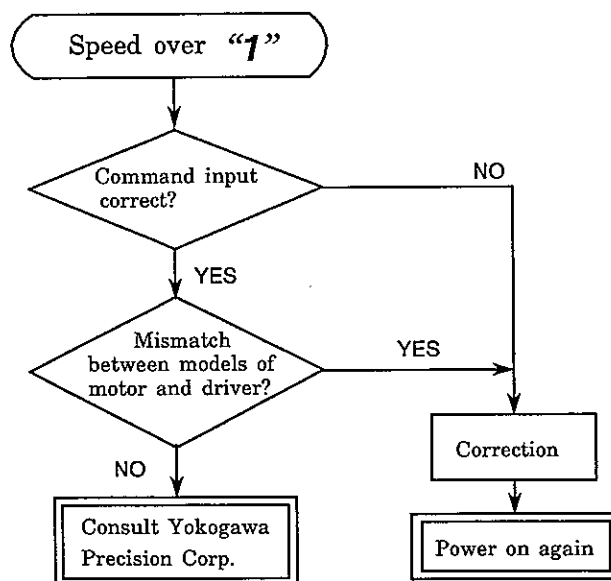 Speed over "1"
Command input
correct?
NO
YES
Mismatch
between models of
motor and driver?
YES
NO
Correction
Consult Yokogawa
Precision Corp.
Power on again